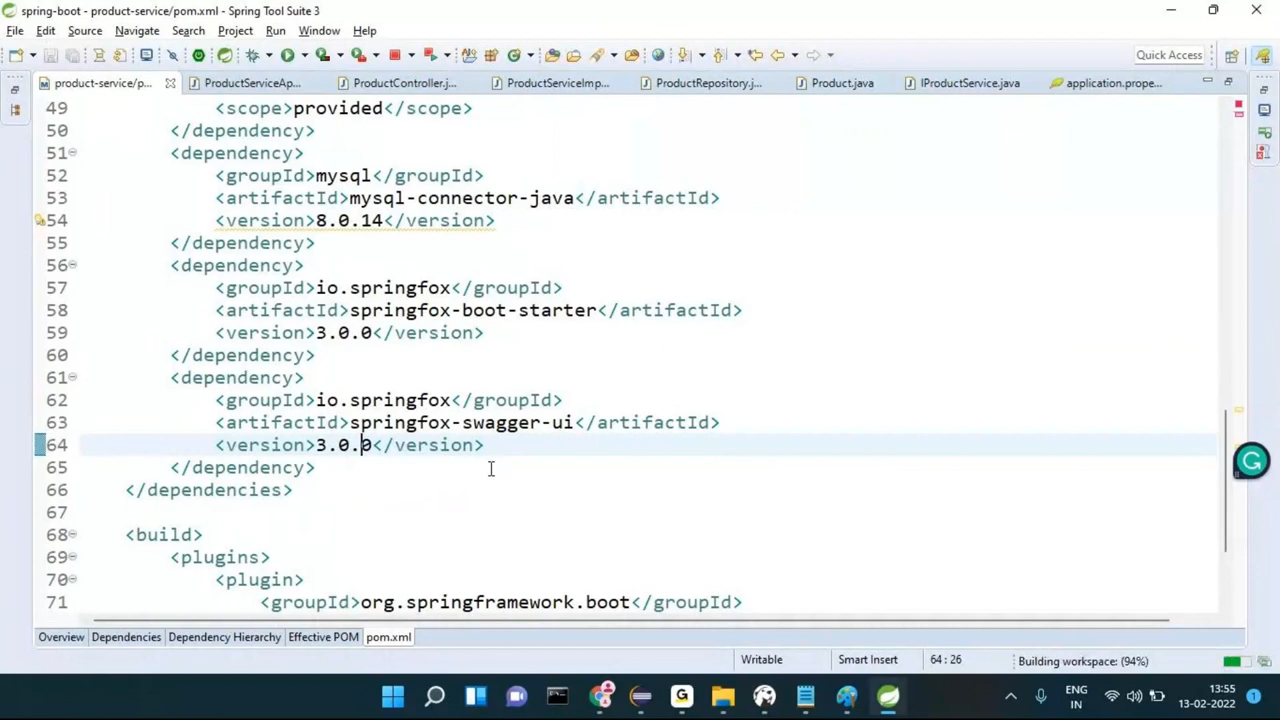 spring-boot - product-service/pom.xml - Spring Tool Suite 3
File Edit Source Navigate Search Project Run Window Help
Quick Access
product-service/p... ProductServiceAp... ProductController.j... ProductServiceImp... ProductRepository.j... Product.java IProductService.java application.prope...
49 <scope>provided</scope>
50 </dependency>
51 <dependency>
52 <groupId>mysql</groupId>
53 <artifactId>mysql-connector-java</artifactId>
54 <version>8.0.14</version>
55 </dependency>
56 <dependency>
57 <groupId>io.springfox</groupId>
58 <artifactId>springfox-boot-starter</artifactId>
59 <version>3.0.0</version>
60 </dependency>
61 <dependency>
62 <groupId>io.springfox</groupId>
63 <artifactId>springfox-swagger-ui</artifactId>
64 <version>3.0.0</version>
65 </dependency>
66 </dependencies>
67
68 <build>
69 <plugins>
70 <plugin>
71 <groupId>org.springframework.boot</groupId>
Overview Dependencies Dependency Hierarchy Effective POM pom.xml
Writable Smart Insert 64 : 26 Building workspace: (94%)
ENG 13:55
IN 13-02-2022